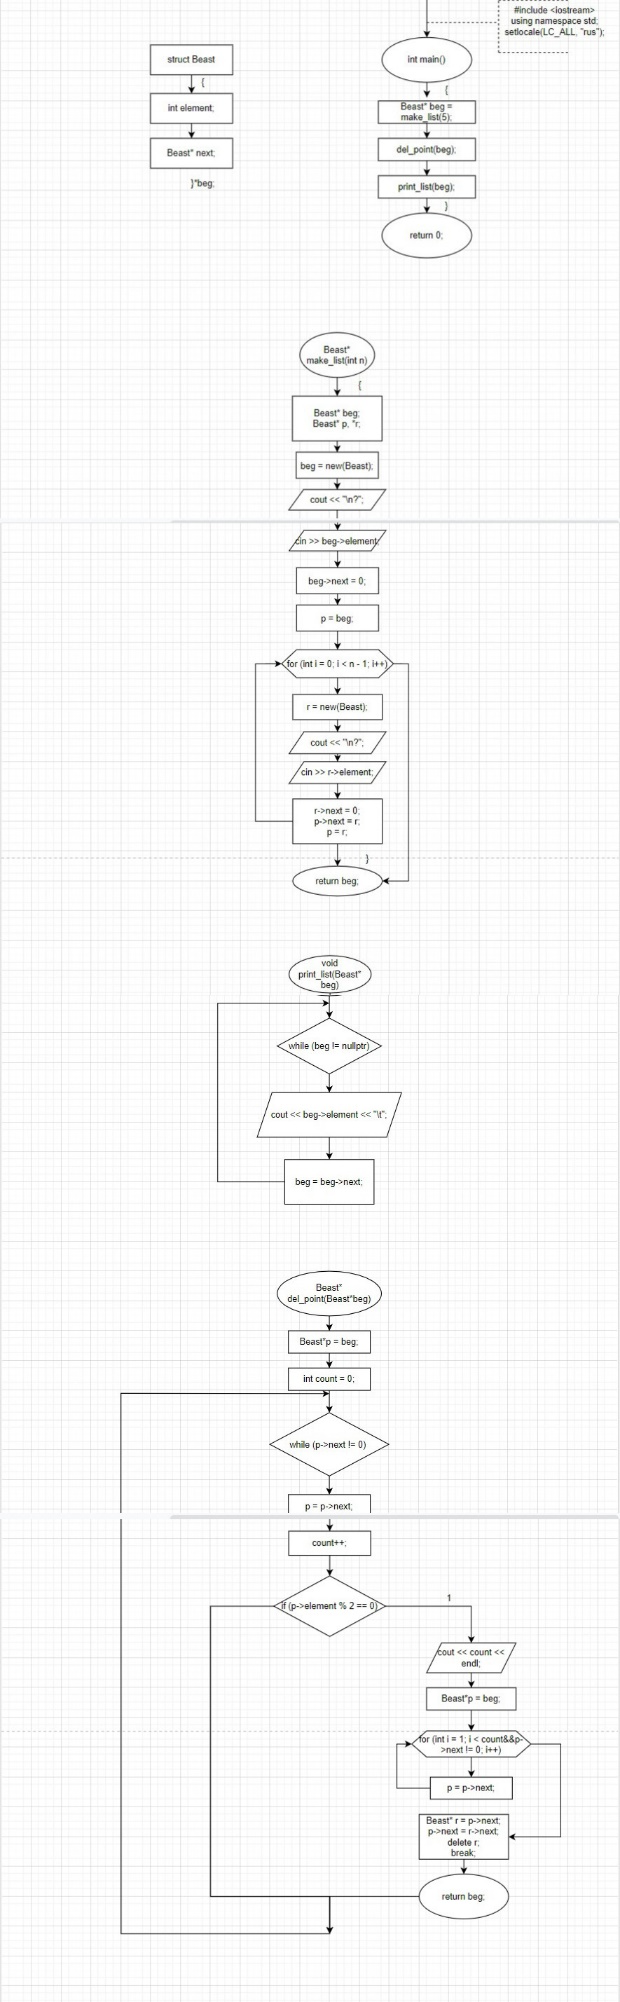 #include <iostream>
using namespace std;
setlocale(LC_ALL, "rus");
struct Beast
{
int element;
Beast* next;
}*beg;
int main()
{
Beast* beg =
make_list(5);
del_point(beg);
print_list(beg);
}
return 0;
Beast*
make_list(int n)
{
Beast* beg;
Beast* p, *r;
beg = new(Beast);
cout << "\n?";
cin >> beg->element;
beg->next = 0;
p = beg;
for (int i = 0; i < n - 1; i++)
r = new(Beast);
cout << "\n?";
cin >> r->element;
r->next = 0;
p->next = r;
p = r;
}
return beg;
void
print_list(Beast*
beg)
while (beg != nullptr)
cout << beg->element << "\t";
beg = beg->next;
Beast*
del_point(Beast*beg)
Beast*p = beg;
int count = 0;
while (p->next != 0)
p = p->next;
count++;
if (p->element % 2 == 0)
1
cout << count <<
endl;
Beast*p = beg;
for (int i = 1; i < count&&p-
>next != 0; i++)
p = p->next;
Beast* r = p->next;
p->next = r->next;
delete r;
break;
return beg;